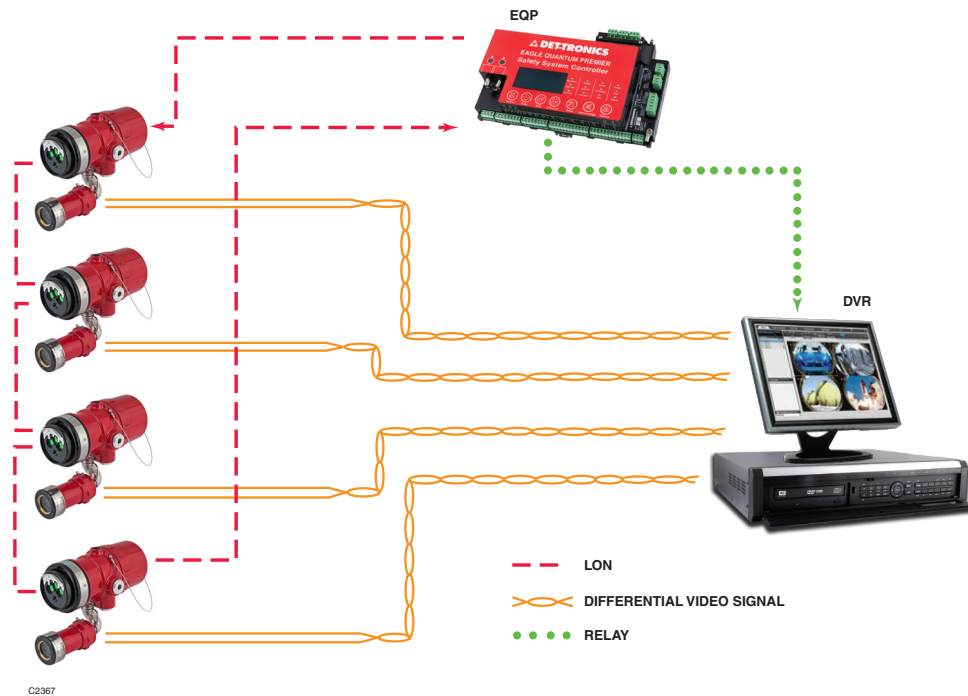 EQP
DET-TRONICS
EAGLE QUANTUM PREMIER
Safety System Controller
DVR
LON
DIFFERENTIAL VIDEO SIGNAL
RELAY
C2367